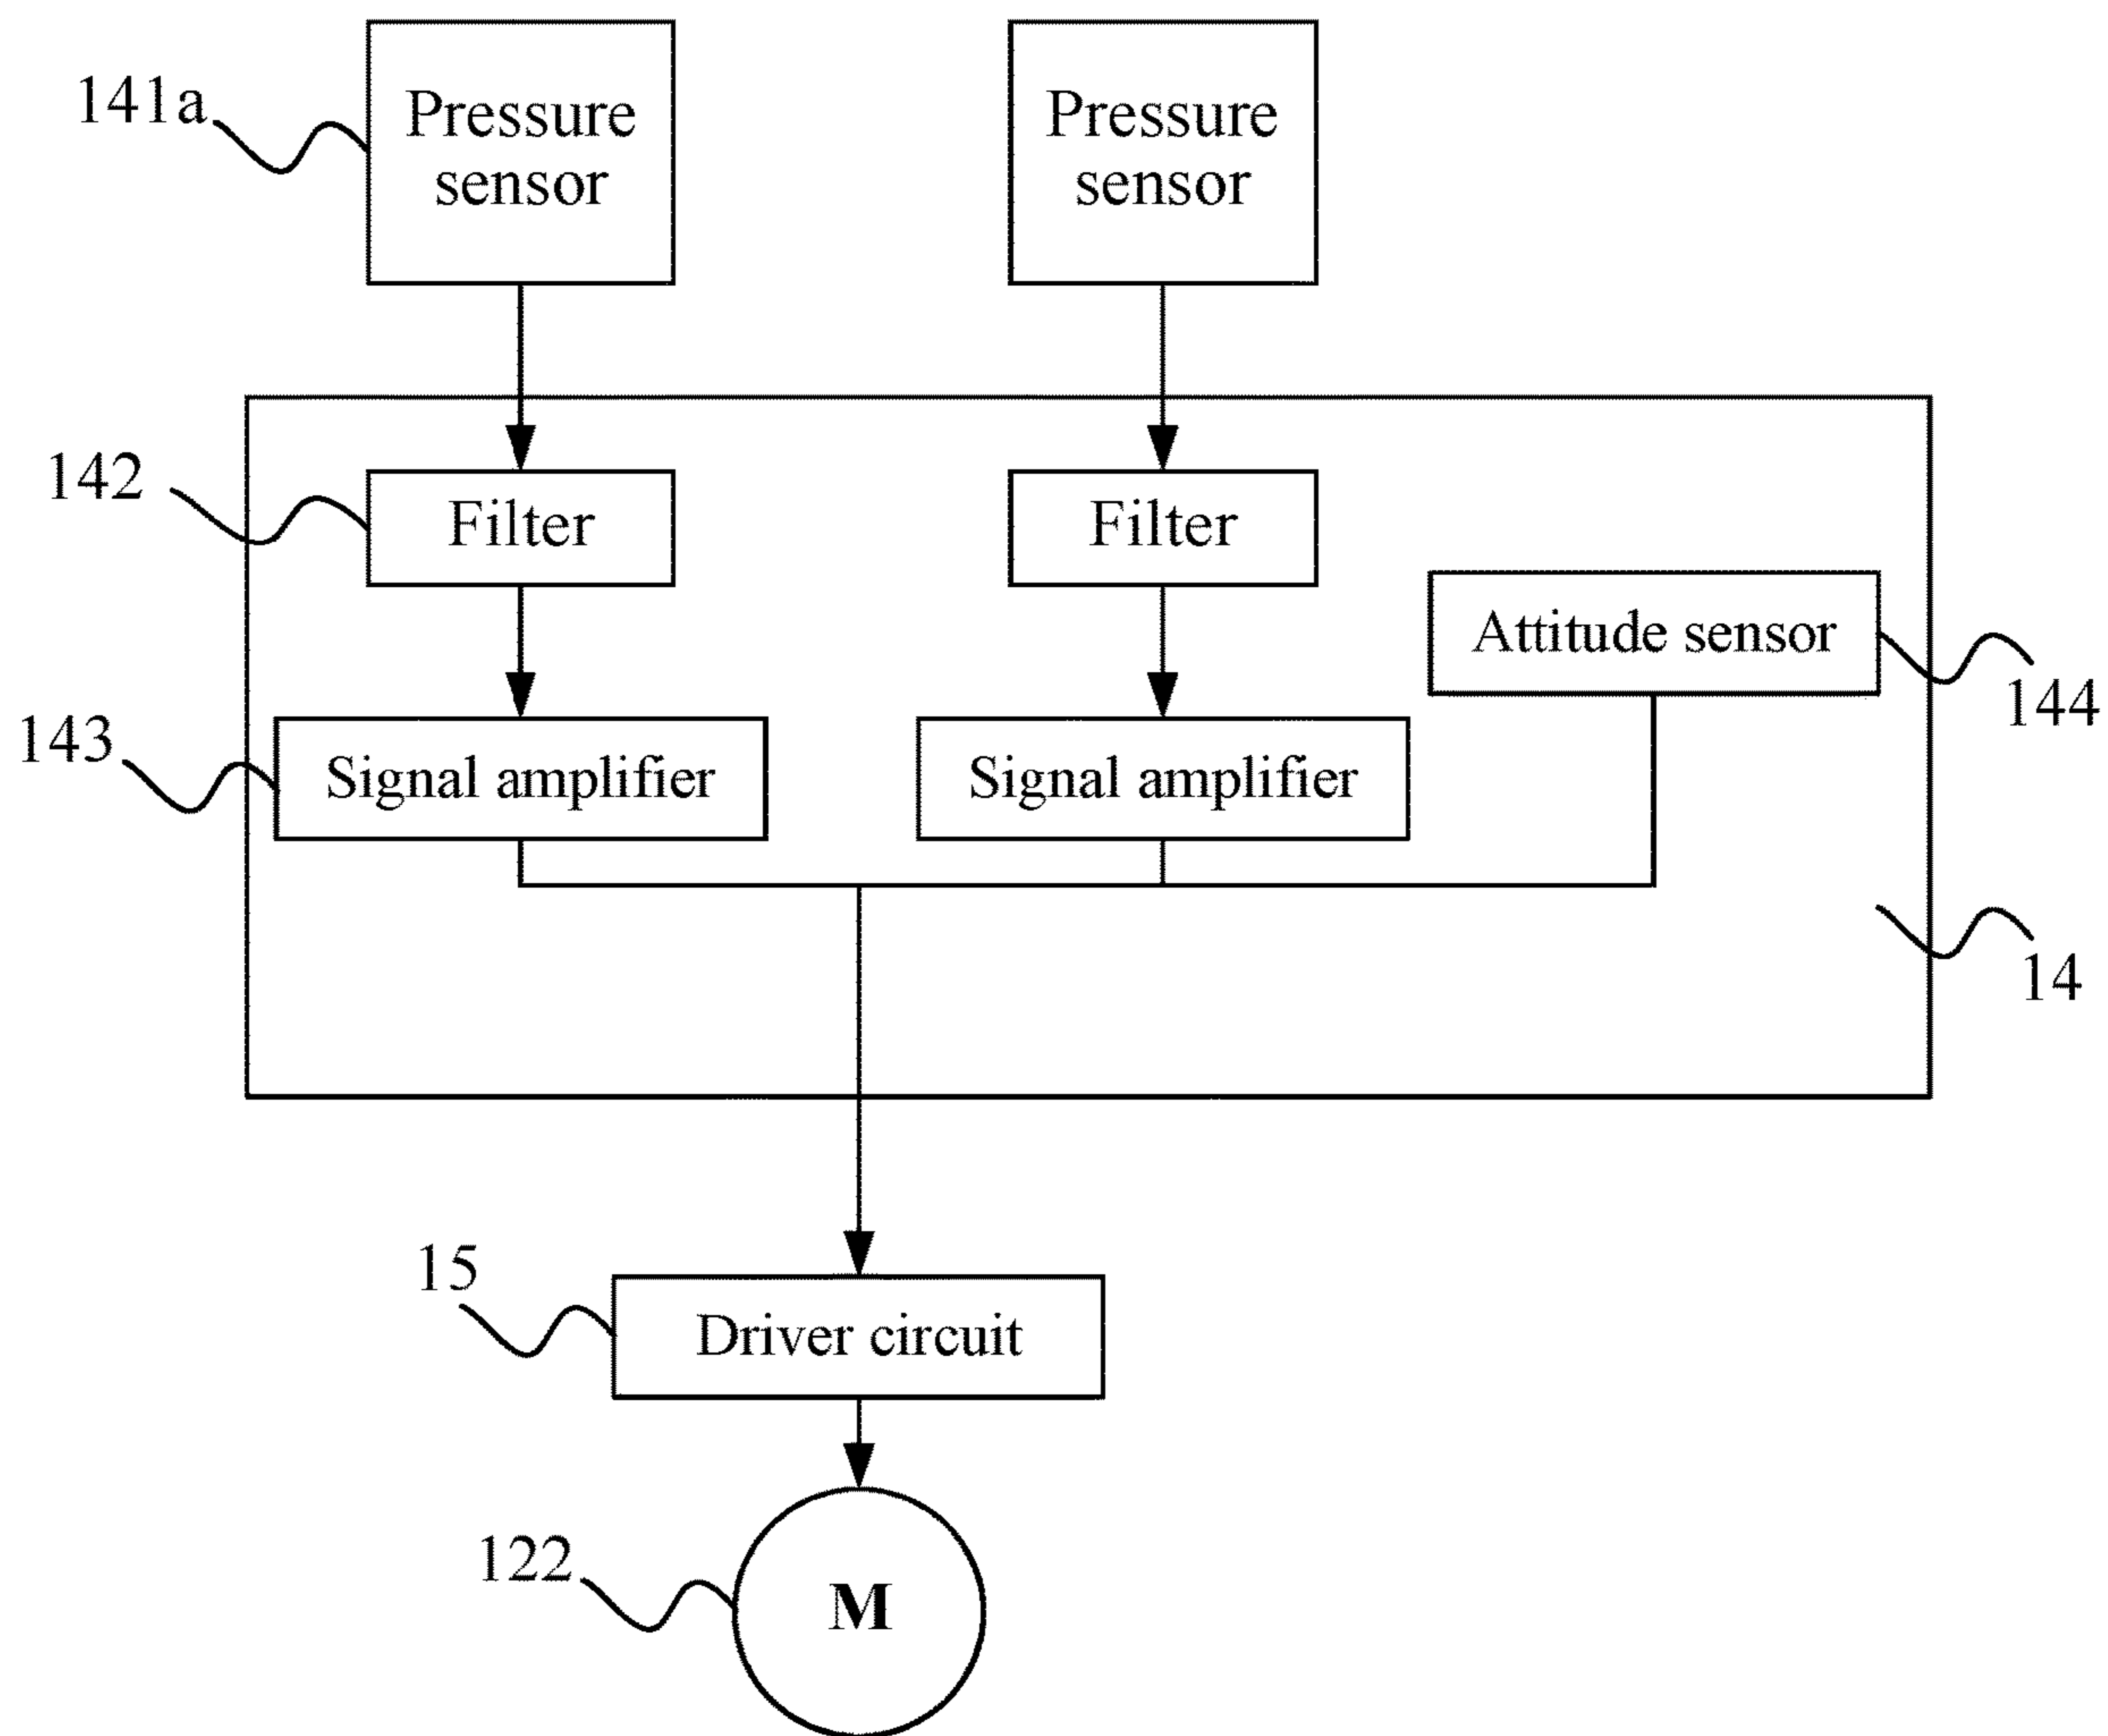 141a
Pressure
sensor
Pressure
sensor
142
Filter
Filter
Attitude sensor
144
143
Signal amplifier
Signal amplifier
14
15
Driver circuit
122
M